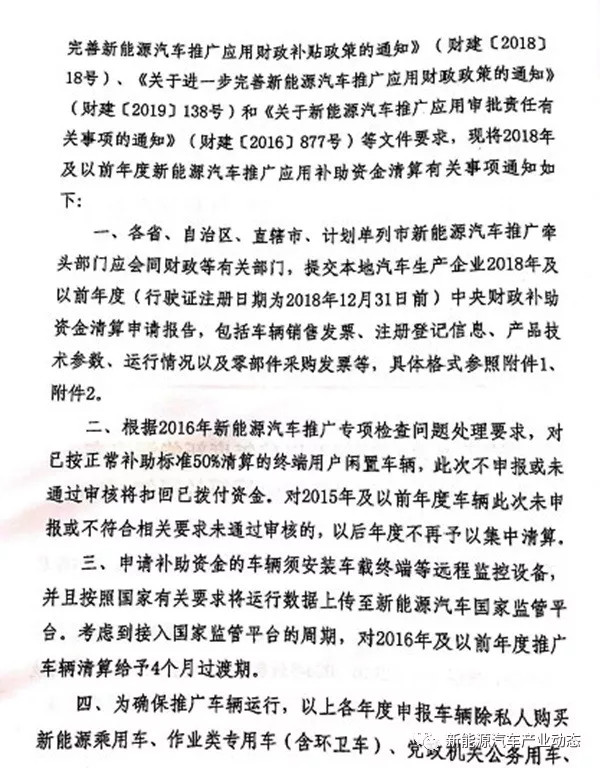 完善新能源汽车推广应用财政补贴政策的通知》（财建〔2018〕
18号）、《关于进一步完善新能源汽车推广应用财政政策的通知》
（财建〔2019〕138号）和《关于新能源汽车推广应用审批责任有
关事项的通知》（财建〔2016〕877号）等文件要求，现将2018年
及以前年度新能源汽车推广应用补助资金清算有关事项通知如
下：
一、各省、自治区、直辖市、计划单列市新能源汽车推广牵
头部门应会同财政等有关部门，提交本地汽车生产企业2018年及
以前年度（行驶证注册日期为2018年12月31日前）中央财政补助
资金清算申请报告，包括车辆销售发票、注册登记信息、产品技
术参数、运行情况以及零部件采购发票等，具体格式参照附件1、
附件2。
二、根据2016年新能源汽车推广专项检查问题处理要求，对
已按正常补助标准50%清算的终端用户闲置车辆，此次不申报或未
通过审核将扣回已拨付资金。对2015年及以前年度车辆此次未申
报或不符合相关要求未通过审核的，以后年度不再予以集中清算。
三、申请补助资金的车辆须安装车载终端等远程监控设备，
并且按照国家有关要求将运行数据上传至新能源汽车国家监管平
台。考虑到接入国家监管平台的周期，对2016年及以前年度推广
车辆清算给予4个月过渡期。
四、为确保推广车辆运行，以上各年度申报车辆除私人购买
新能源乘用车、作业类专用车（含环卫车）、党政机关公务用车、
新能源汽车产业动态